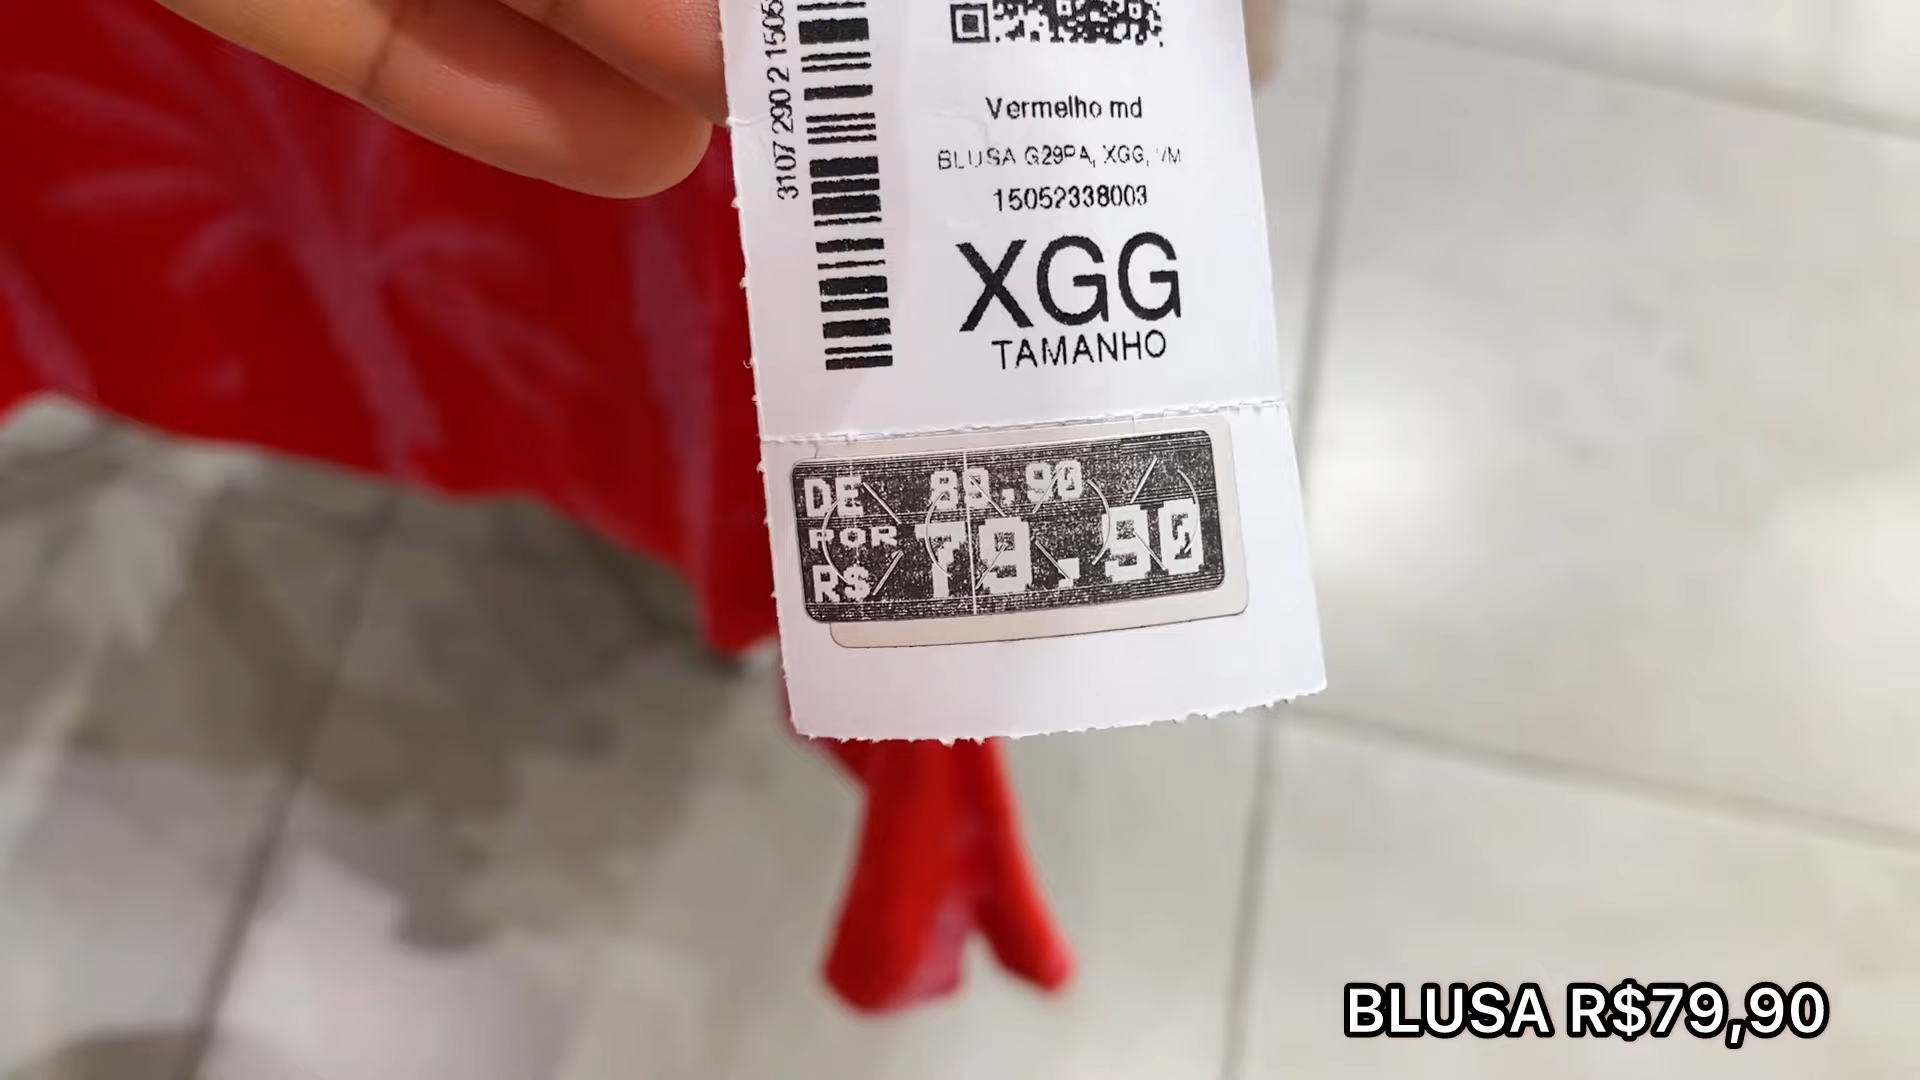 3107 290 2 1505
Vermelho md
BLUSA G29PA, XGG, VM
15052338003
XGG
TAMANHO
DE 89.90
POR
R$ 79.90
BLUSA R$79,90